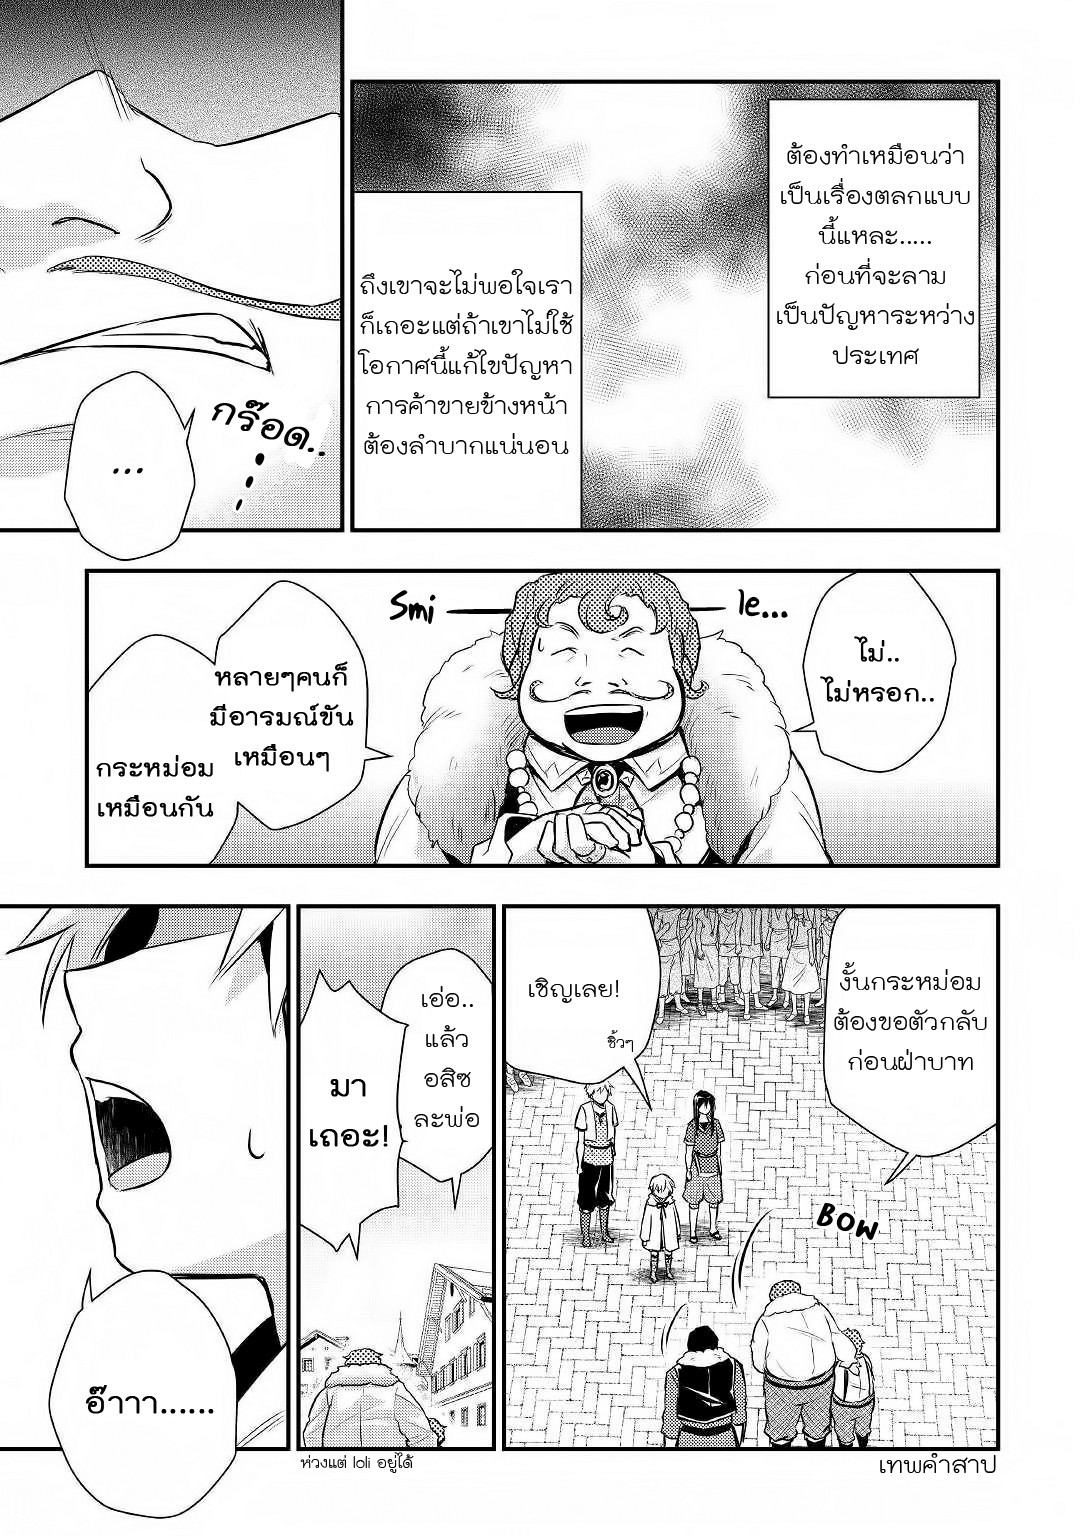 ต้องทำเหมือนว่า
เป็นเรื่องตลกแบบ
นี้แหละ.....
ก่อนที่จะลาม
เป็นปัญหาระหว่าง
ประเทศ
ถึงเขาจะไม่พอใจเรา
ก็เถอะแต่ถ้าเขาไม่ใช้
โอกาศนี้แก้ไขปัญหา
การค้าขายข้างหน้า
ต้องลำบากแน่นอน
กร๊อด..
...
ไม่..
ไม่หรอก..
Smi
le...
หลายๆคนก็
มีอารมณ์ขัน
เหมือนๆ
กระหม่อม
เหมือนกัน
งั้นกระหม่อม
ต้องขอตัวกลับ
ก่อนฝ่าบาท
เชิญเลย!
ชิ้วๆ
BOW
เอ่อ..
แล้ว
อสิซ
ละพ่อ
มา
เถอะ!
อ๊าาา......
ห่วงแต่ loli อยู่ได้
เทพคำสาป